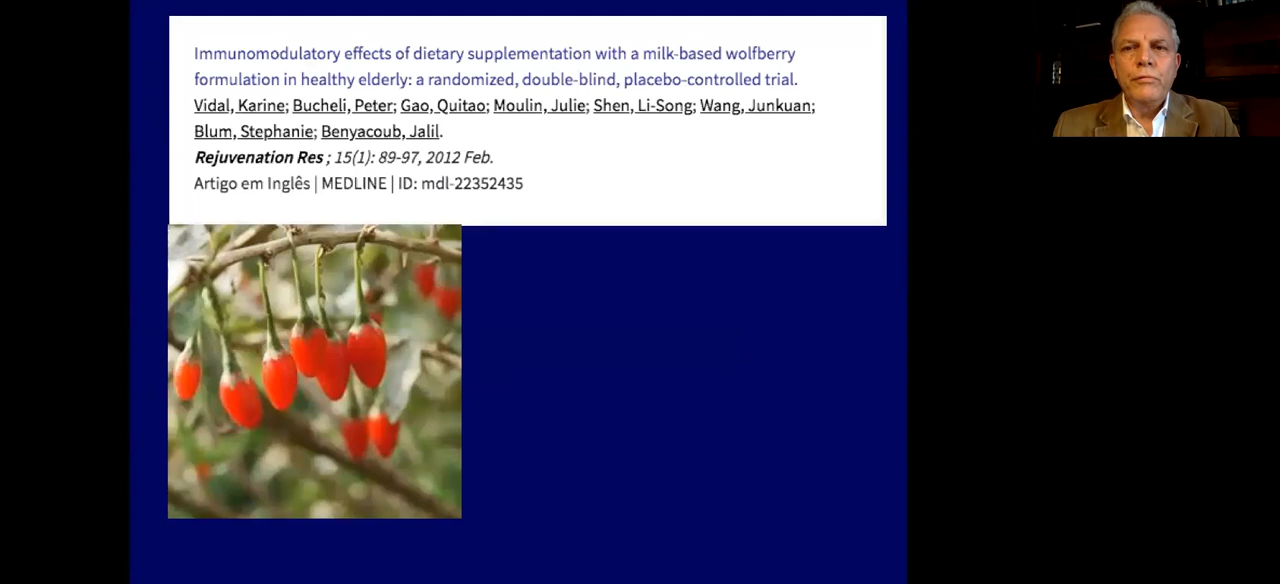 Immunomodulatory effects of dietary supplementation with a milk-based wolfberry
formulation in healthy elderly: a randomized, double-blind, placebo-controlled trial.
Vidal, Karine; Bucheli, Peter; Gao, Quitao; Moulin, Julie; Shen, Li-Song; Wang, Junkuan;
Blum, Stephanie; Benyacoub, Jalil.
Rejuvenation Res ; 15(1): 89-97, 2012 Feb.
Artigo em Inglês | MEDLINE | ID: mdl-22352435